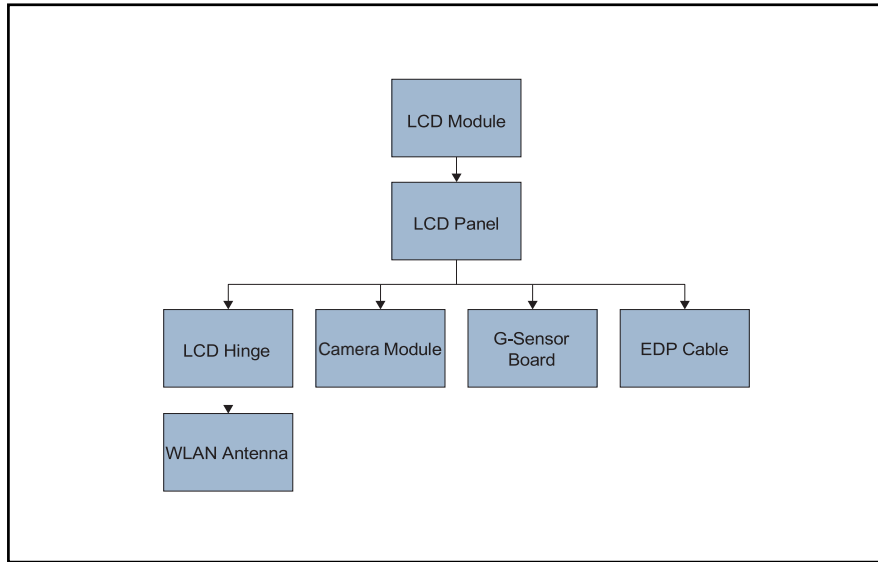 LCD Module
LCD Panel
LCD Hinge
Camera Module
G-Sensor
Board
EDP Cable
WLAN Antenna